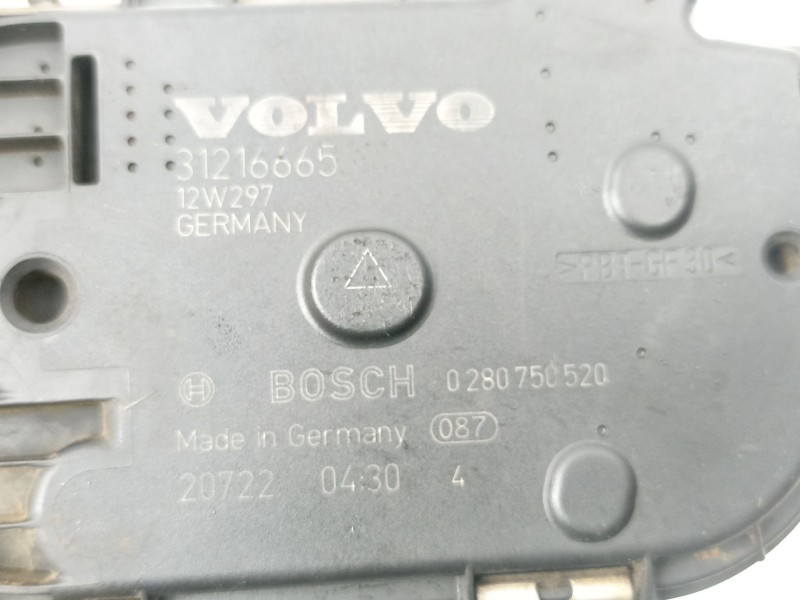 VOLVO
31216665
12W297
GERMANY
>PBT-GF30<
BOSCH 0 280 750 520
Made in Germany 087
20722 04:30 4